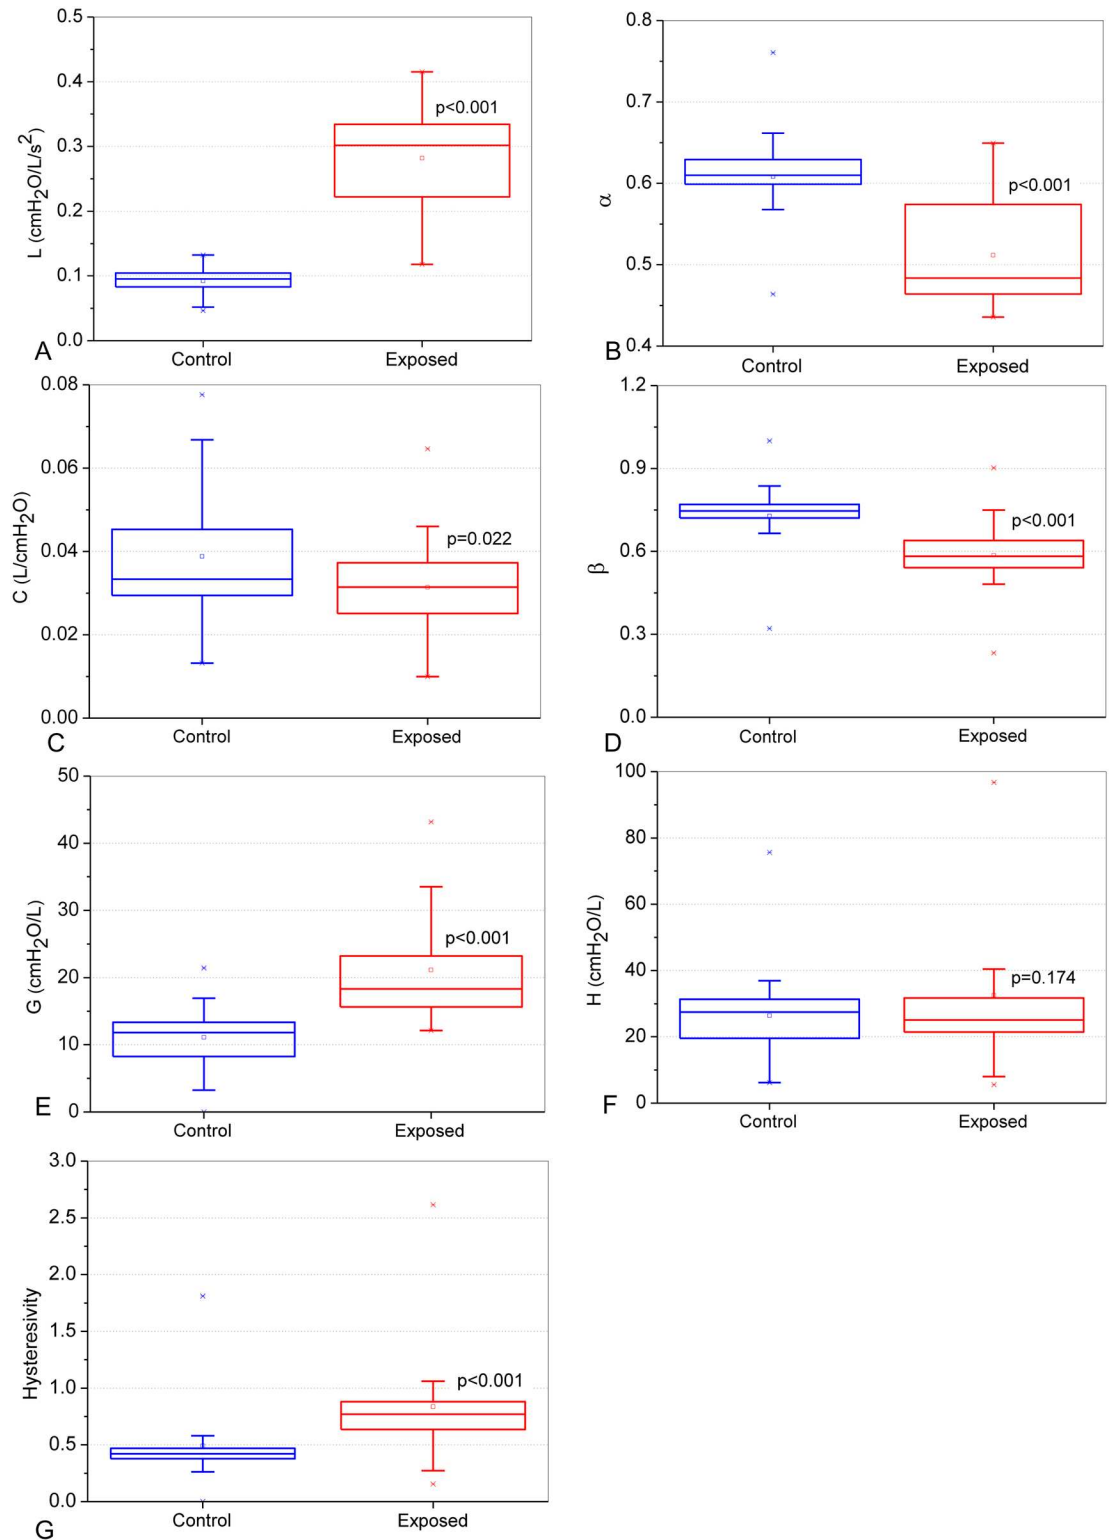 0.5
0.4
0.3
0.2
0.1
0.0
L (cmH2O/L/s2)
p<0.001
A
Control Exposed
0.8
0.7
0.6
0.5
0.4
α
p<0.001
B
Control Exposed
0.08
0.06
0.04
0.02
0.00
C (L/cmH2O)
p=0.022
C
Control Exposed
1.2
0.9
0.6
0.3
0.0
β
p<0.001
D
Control Exposed
50
40
30
20
10
0
G (cmH2O/L)
p<0.001
E
Control Exposed
100
80
60
40
20
0
H (cmH2O/L)
p=0.174
F
Control Exposed
3.0
2.5
2.0
1.5
1.0
0.5
0.0
Hysteresivity
p<0.001
G
Control Exposed